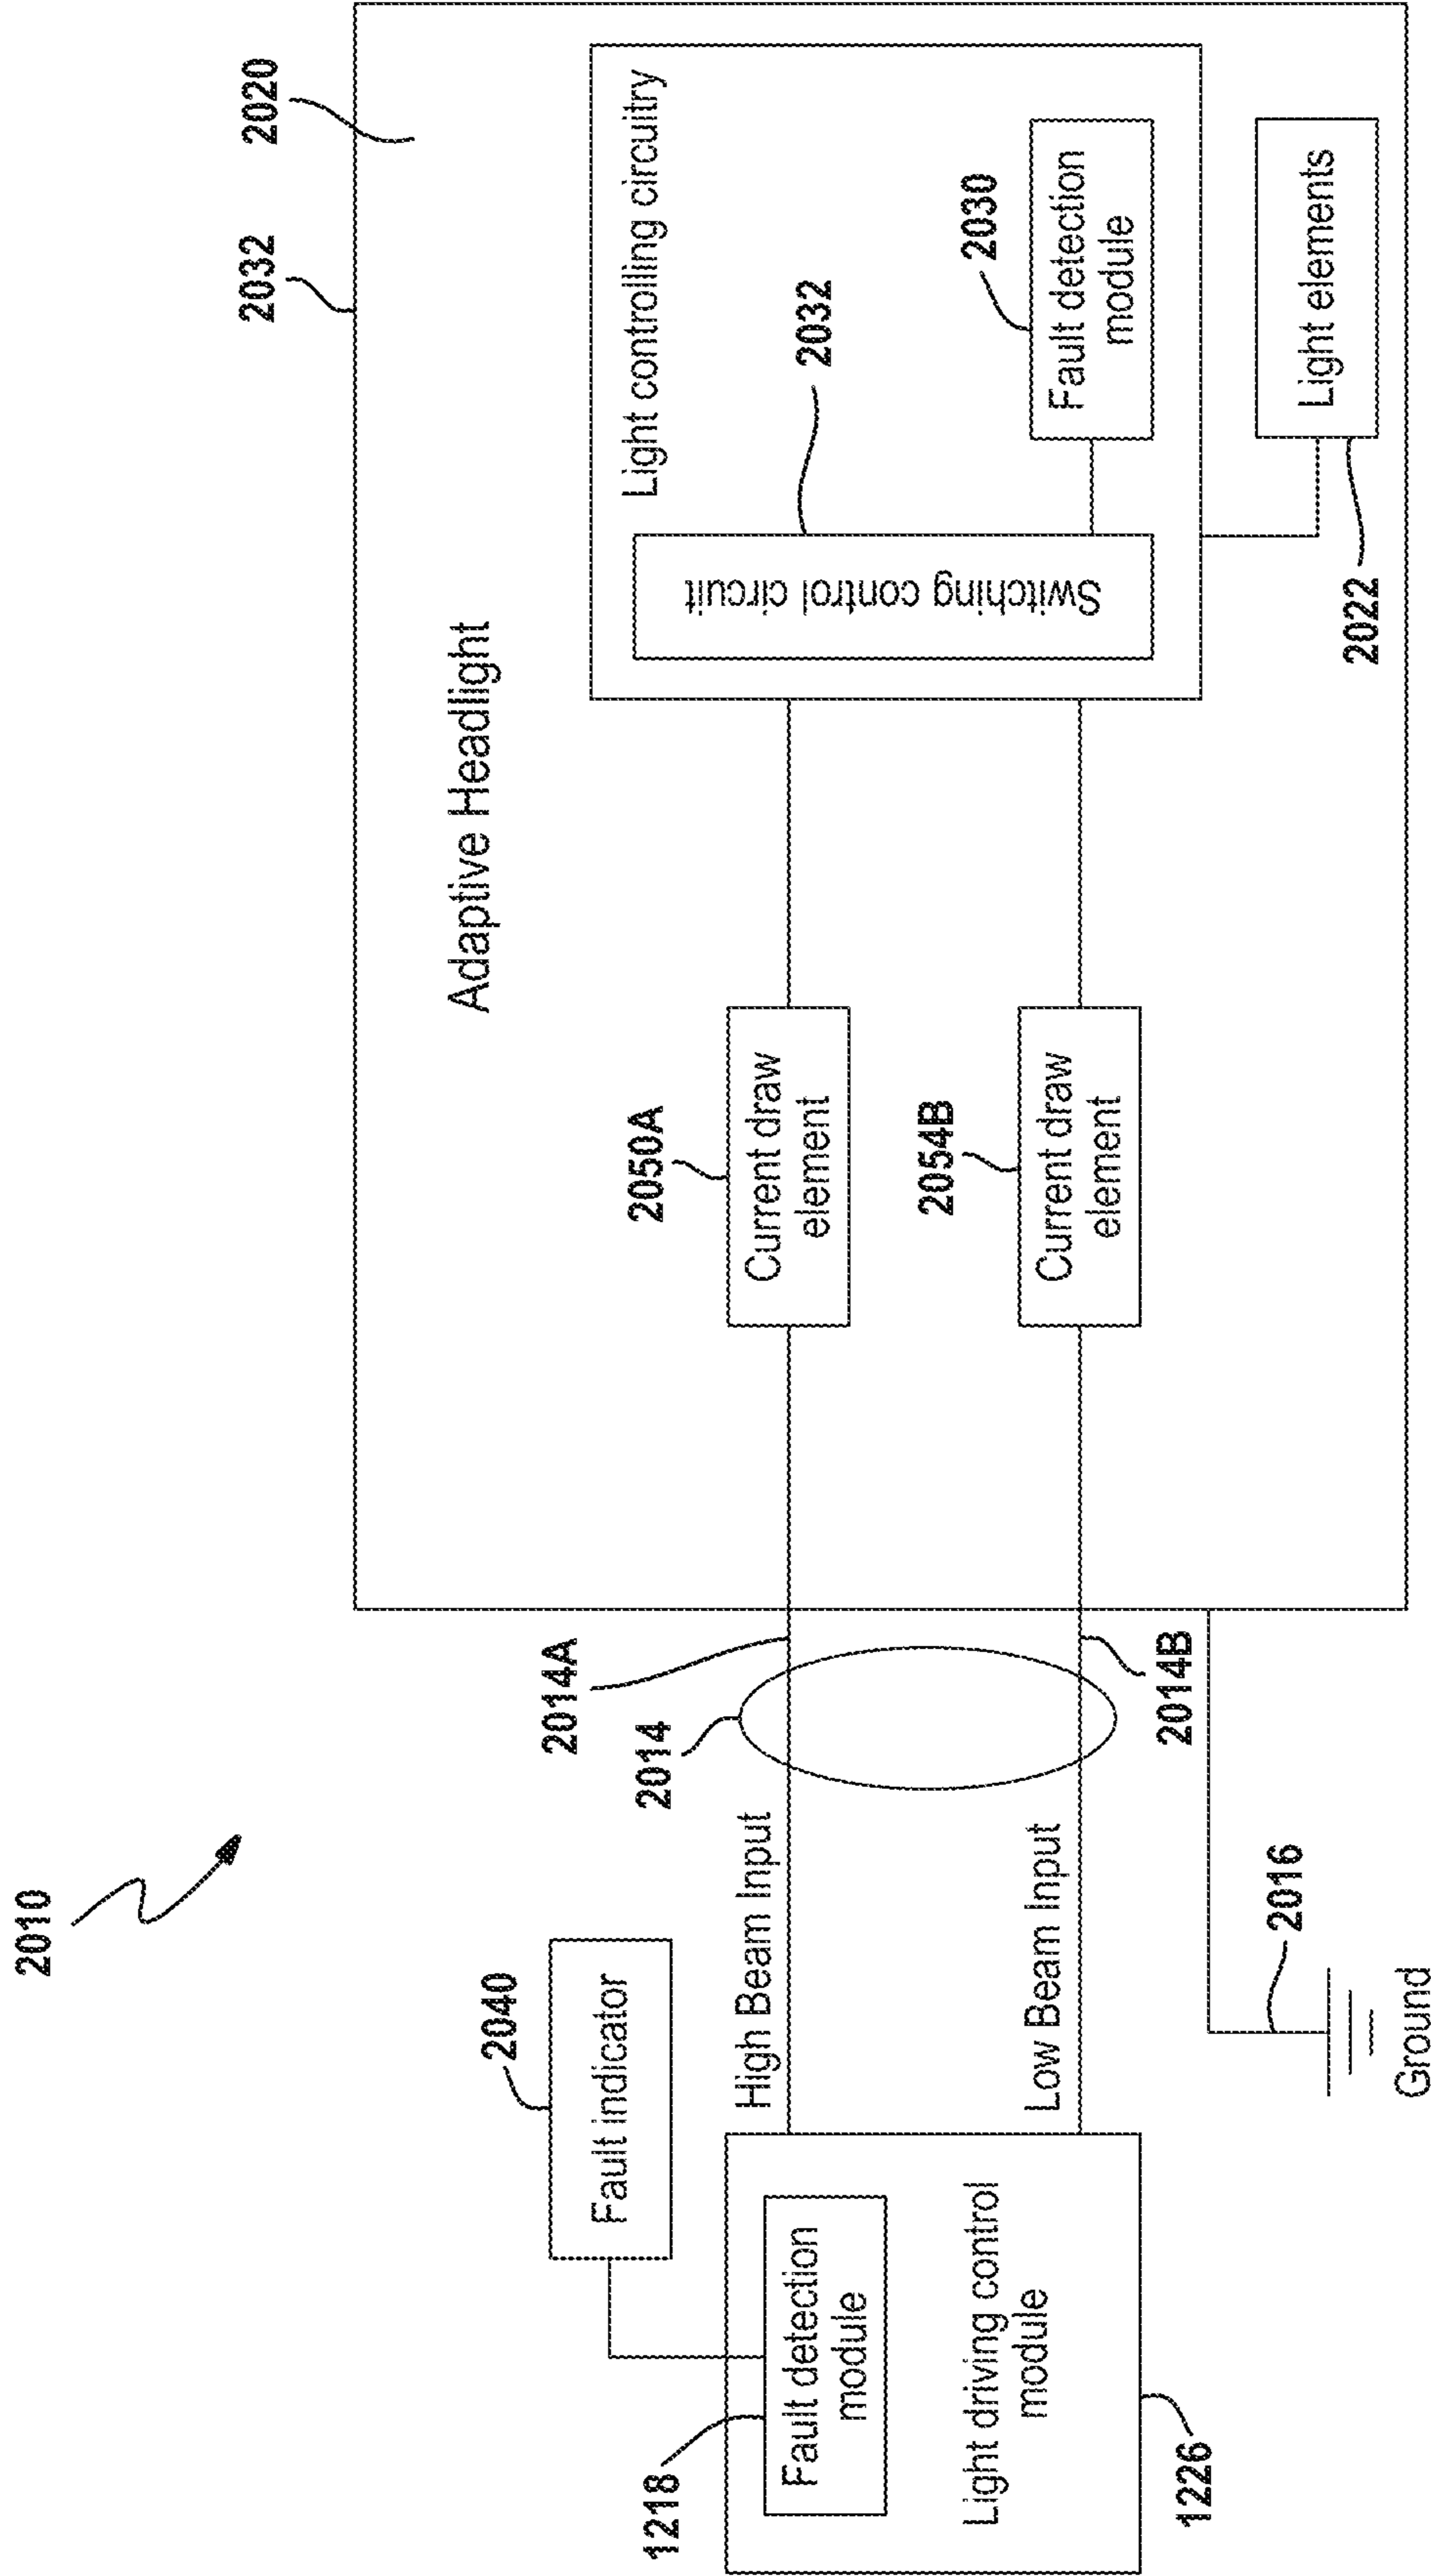 2010
2032
2020
Adaptive Headlight
Light controlling circuitry
2032
Switching control circuit
2030
Fault detection
module
Light elements
2022
2050A
Current draw
element
2054B
Current draw
element
2014A
2014
2014B
2040
Fault indicator
High Beam Input
Low Beam Input
2016
Ground
1218
Fault detection
module
Light driving control
module
1226